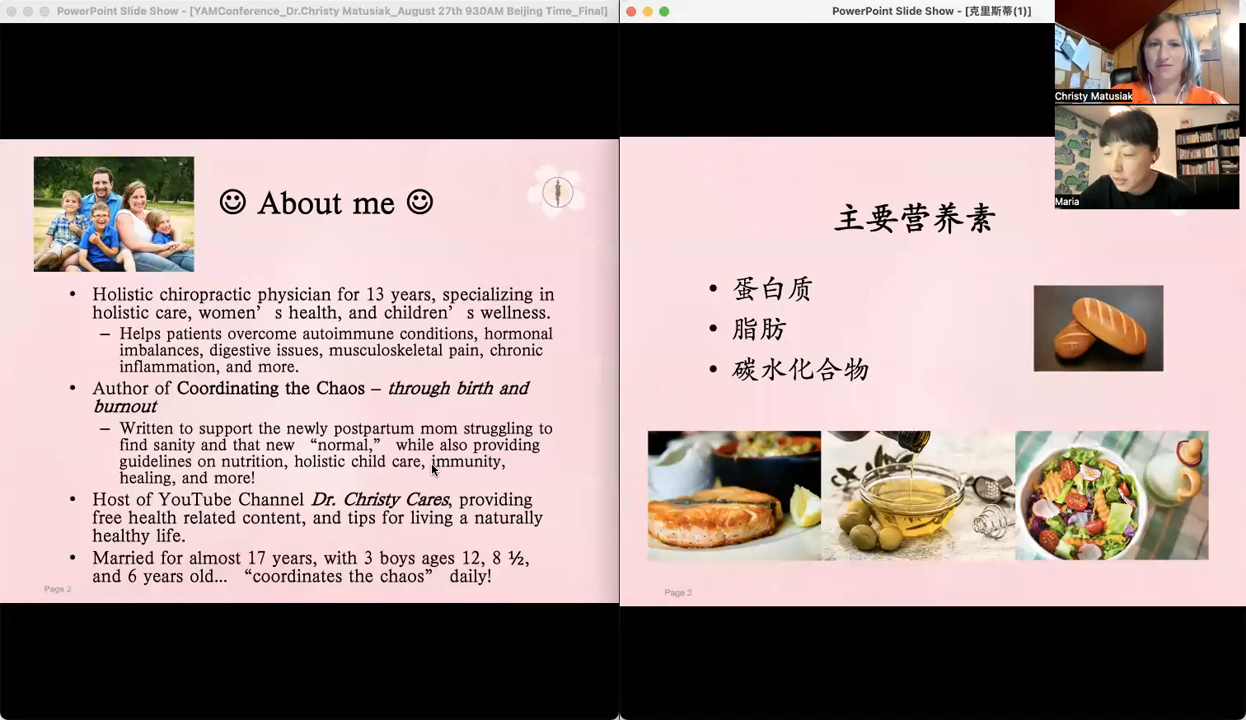 PowerPoint Slide Show - [YAMConference_Dr.Christy Matusiak_August 27th 930AM Beijing Time_Final]
☺ About me ☺
• Holistic chiropractic physician for 13 years, specializing in
holistic care, women’ s health, and children’ s wellness.
– Helps patients overcome autoimmune conditions, hormonal
imbalances, digestive issues, musculoskeletal pain, chronic
inflammation, and more.
• Author of Coordinating the Chaos – through birth and
burnout
– Written to support the newly postpartum mom struggling to
find sanity and that new “normal,” while also providing
guidelines on nutrition, holistic child care, immunity,
healing, and more!
• Host of YouTube Channel Dr. Christy Cares, providing
free health related content, and tips for living a naturally
healthy life.
• Married for almost 17 years, with 3 boys ages 12, 8 ½,
and 6 years old… “coordinates the chaos” daily!
Page 2
PowerPoint Slide Show - [克里斯蒂(1)]
Christy Matusiak
Maria
主要营养素
• 蛋白质
• 脂肪
• 碳水化合物
Page 3